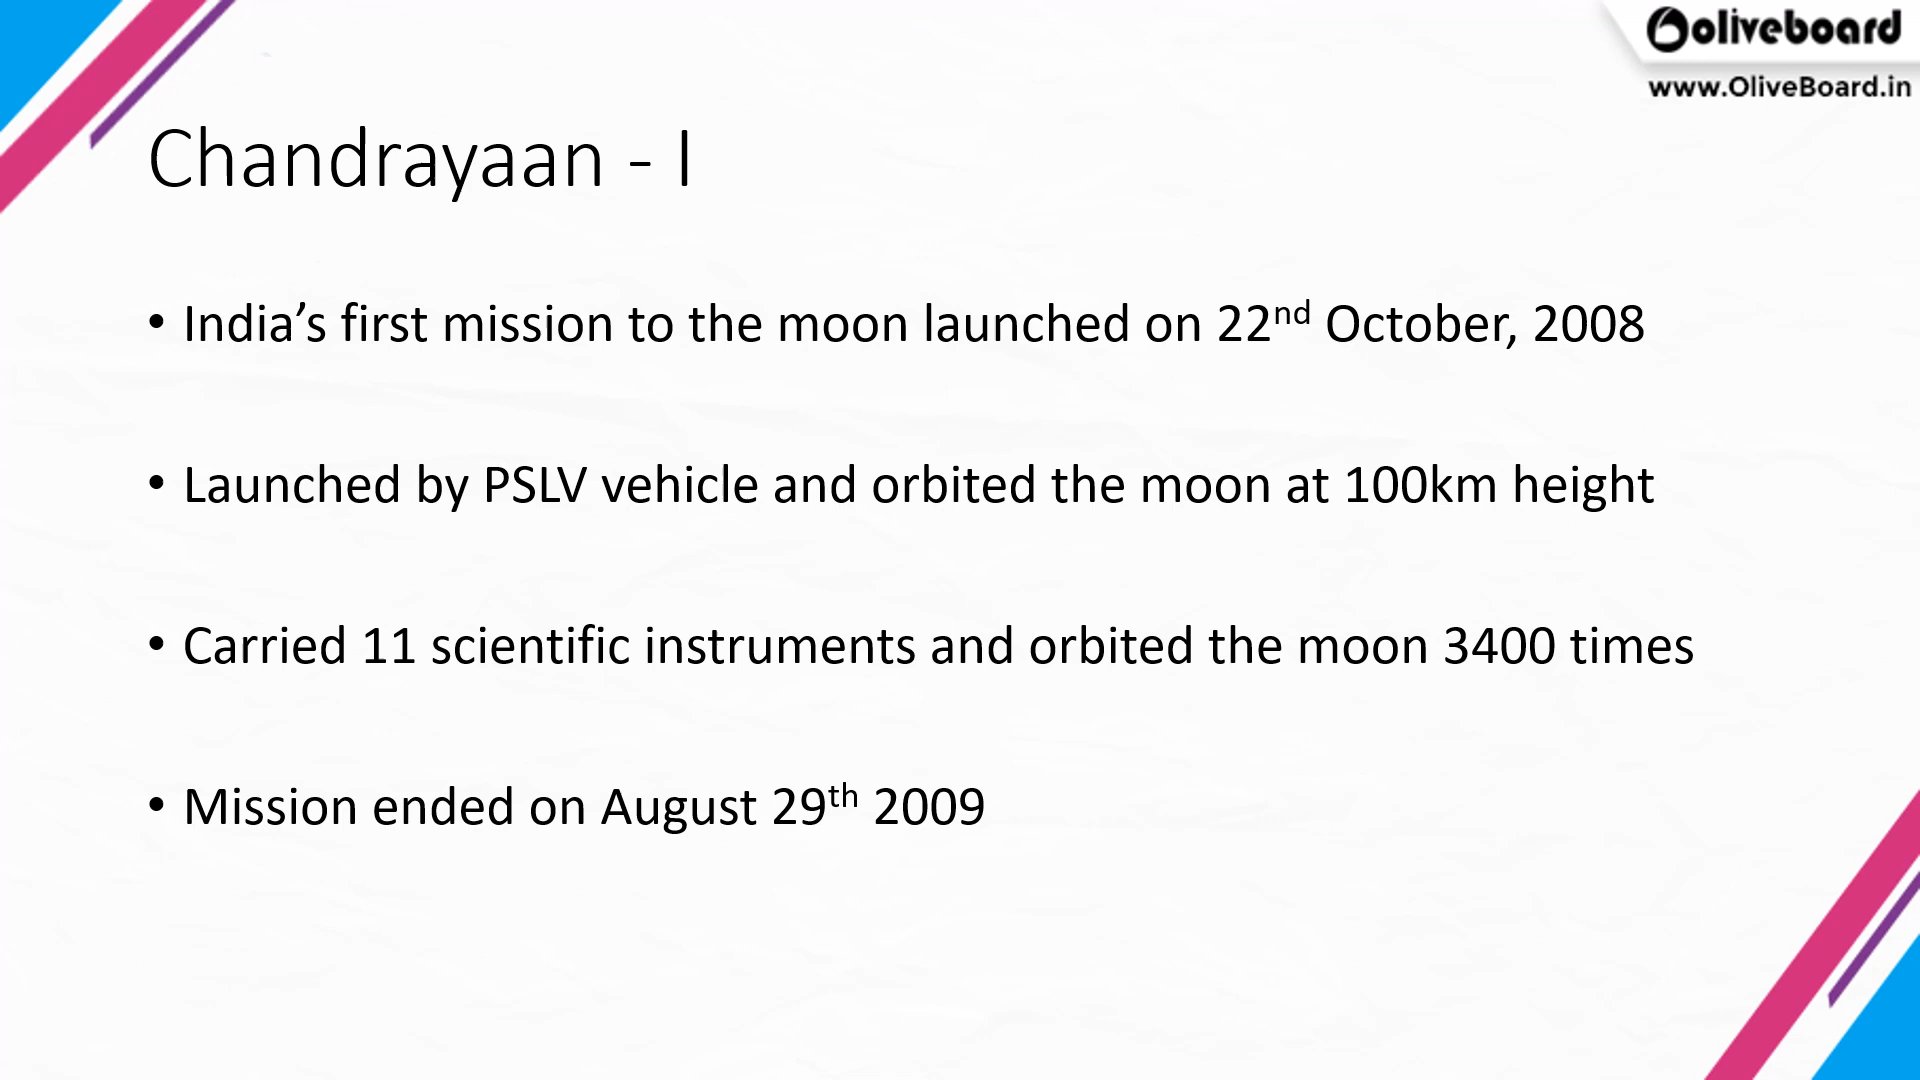 oliveboard
www.OliveBoard.in
Chandrayaan - I
• India’s first mission to the moon launched on 22nd October, 2008
• Launched by PSLV vehicle and orbited the moon at 100km height
• Carried 11 scientific instruments and orbited the moon 3400 times
• Mission ended on August 29th 2009